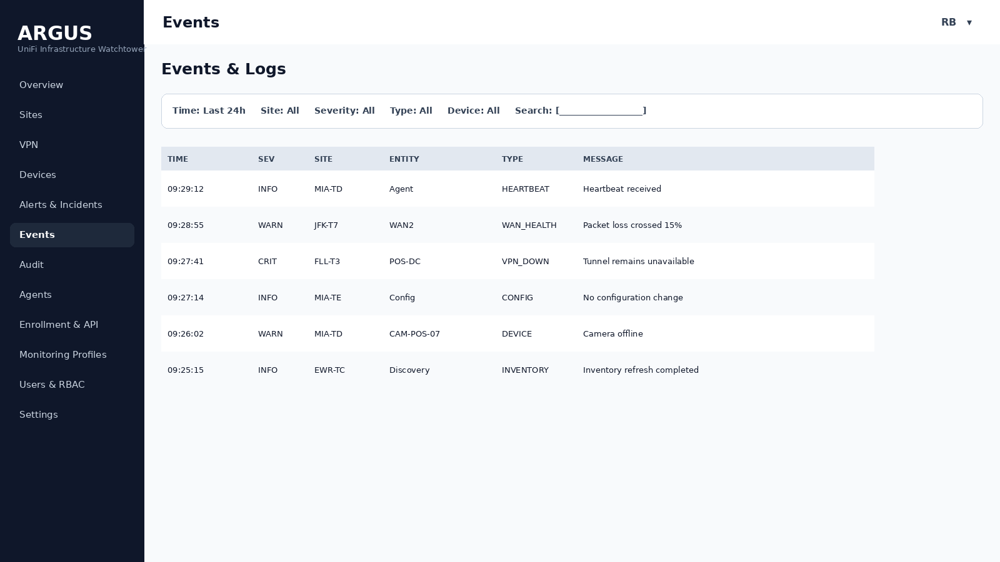 ARGUS
UniFi Infrastructure Watchtower
Overview
Sites
VPN
Devices
Alerts & Incidents
Events
Audit
Agents
Enrollment & API
Monitoring Profiles
Users & RBAC
Settings
Events
RB ▾
Events & Logs
Time: Last 24h Site: All Severity: All Type: All Device: All Search: [___________________]
TIME SEV SITE ENTITY TYPE MESSAGE
09:29:12 INFO MIA-TD Agent HEARTBEAT Heartbeat received
09:28:55 WARN JFK-T7 WAN2 WAN_HEALTH Packet loss crossed 15%
09:27:41 CRIT FLL-T3 POS-DC VPN_DOWN Tunnel remains unavailable
09:27:14 INFO MIA-TE Config CONFIG No configuration change
09:26:02 WARN MIA-TD CAM-POS-07 DEVICE Camera offline
09:25:15 INFO EWR-TC Discovery INVENTORY Inventory refresh completed